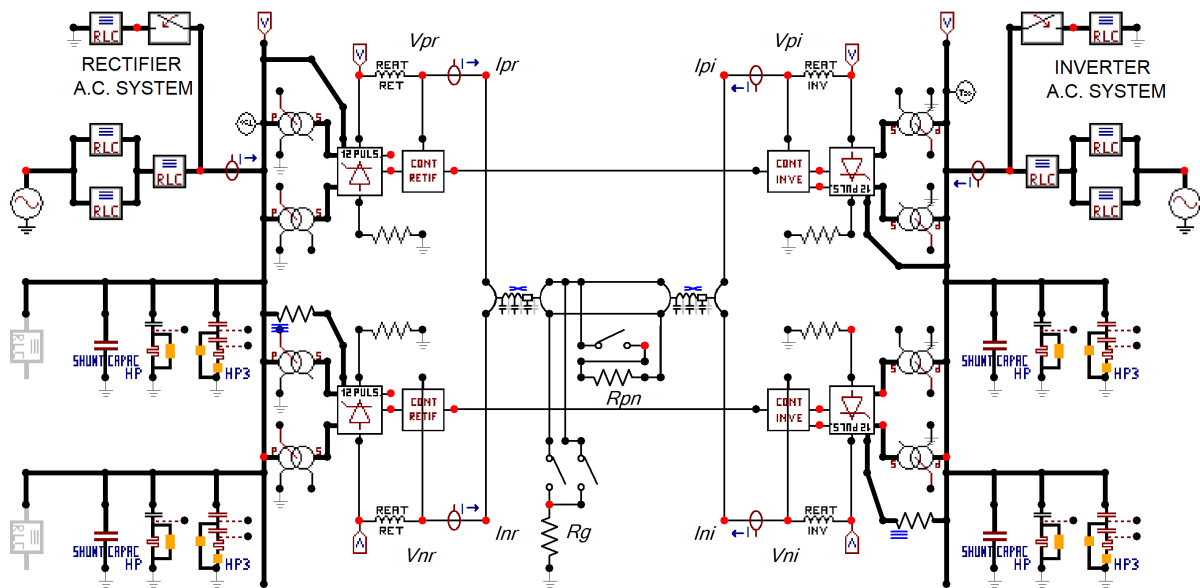 V
V
RLC
RLC
Vpr
Vpi
V
V
RECTIFIER
A.C. SYSTEM
INVERTER
A.C. SYSTEM
REAT
RET
I
Ipr
Ipi
I
REAT
INV
RLC
RLC
RLC
I
P
S
P
S
12 PULS.
CONT
RETIF
CONT
INVE
12 PULS.
S
P
S
P
I
RLC
RLC
RLC
RLC
SHUNT CAPAC
HP
HP3
SHUNT CAPAC
HP
HP3
P
S
P
S
12 PULS.
CONT
RETIF
Rpn
CONT
INVE
12 PULS.
S
P
S
P
RLC
SHUNT CAPAC
HP
HP3
REAT
RET
V
Vnr
I
Inr
Rg
Ini
I
Vni
REAT
INV
V
SHUNT CAPAC
HP
HP3